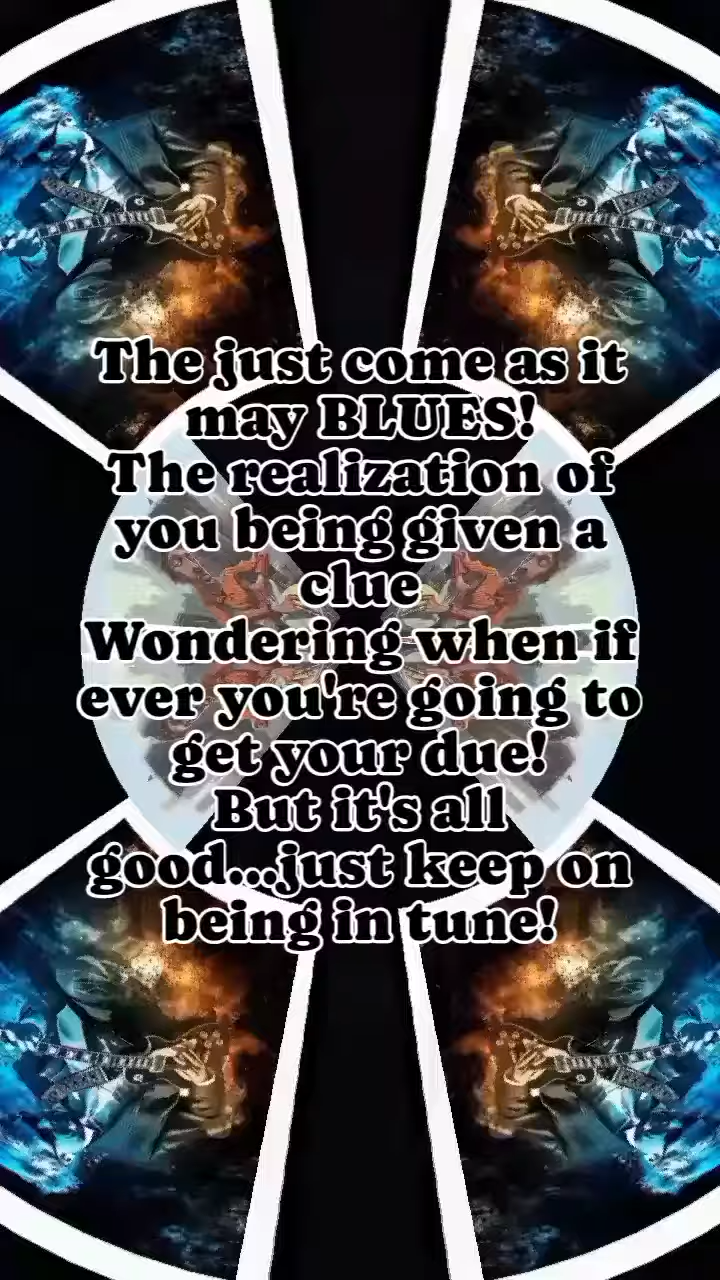 The just come as it
may BLUES!
The realization of
you being given a
clue
Wondering when if
ever you're going to
get your due!
But it's all
good...just keep on
being in tune!